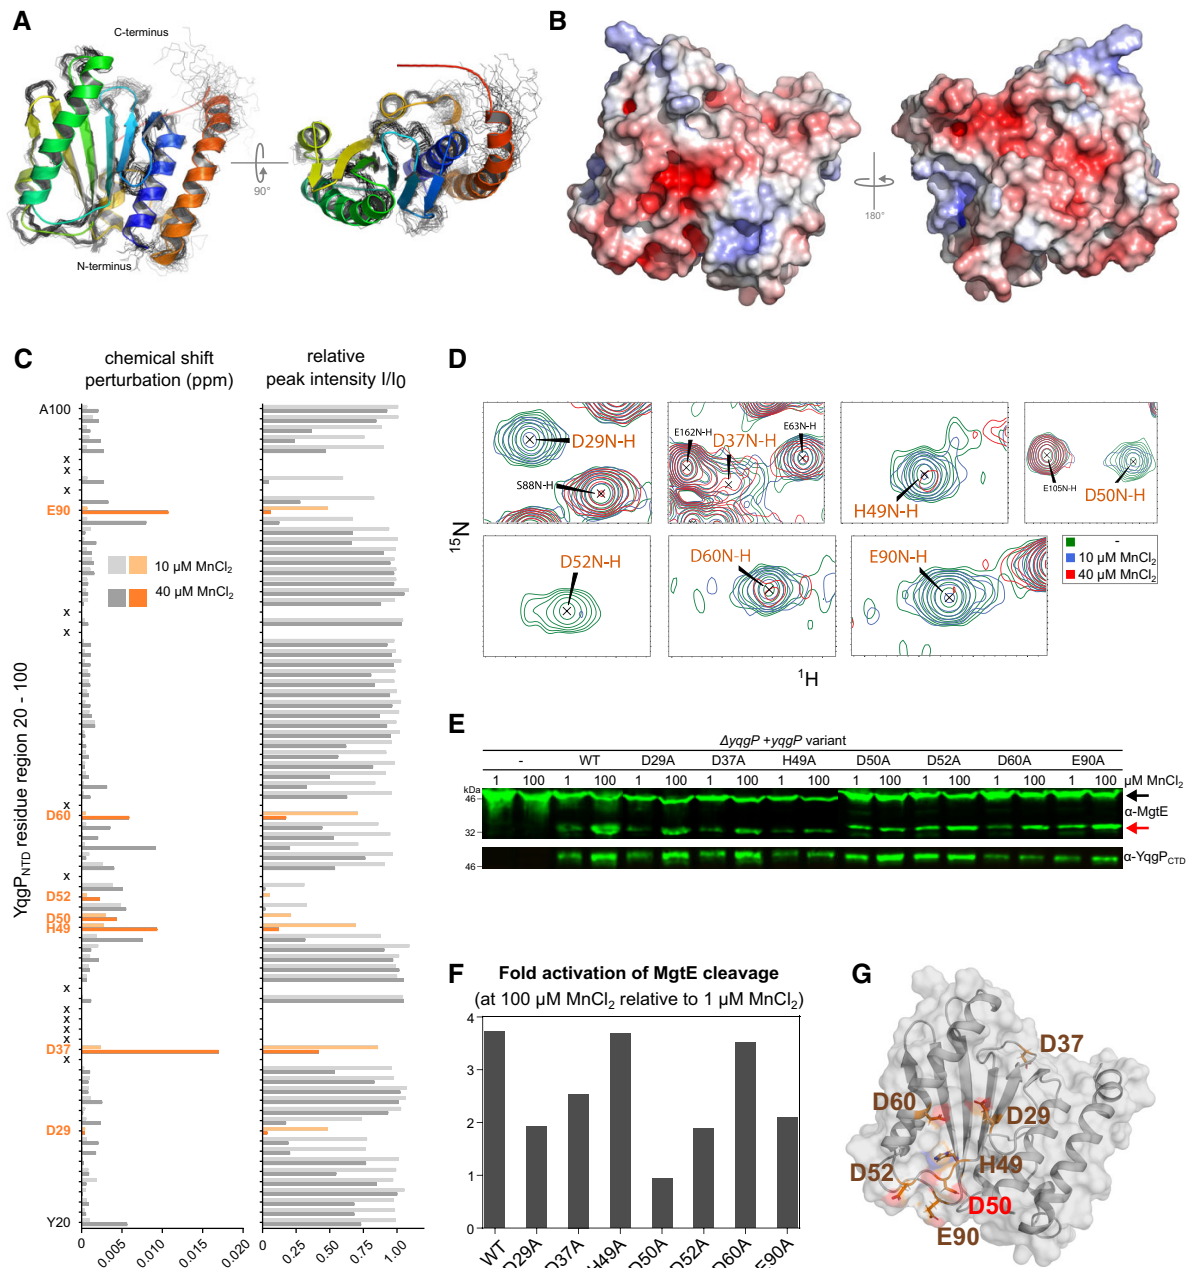 A
C-terminus
N-terminus
90°
B
180°
C
chemical shift
perturbation (ppm)
relative
peak intensity I/I0
YqgPNTD residue region 20 - 100
A100
x
x
x
E90
10 µM MnCl2
40 µM MnCl2
x
x
x
D60
x
D52
D50
H49
x
x
x
x
x
D37
x
D29
Y20
0
0.005
0.010
0.015
0.020
0
0.25
0.50
0.75
1.00
D
15N
1H
D29N-H
S88N-H
E162N-H
D37N-H
E63N-H
H49N-H
E105N-H
D50N-H
D52N-H
D60N-H
E90N-H
-
10 µM MnCl2
40 µM MnCl2
E
ΔyqgP +yqgP variant
- WT D29A D37A H49A D50A D52A D60A E90A
1 100 1 100 1 100 1 100 1 100 1 100 1 100 1 100 1 100 µM MnCl2
kDa
46
α-MgtE
32
α-YqgPCTD
46
F
Fold activation of MgtE cleavage
(at 100 µM MnCl2 relative to 1 µM MnCl2)
4
3
2
1
0
WT
D29A
D37A
H49A
D50A
D52A
D60A
E90A
G
D37
D60
D29
D52
H49
D50
E90